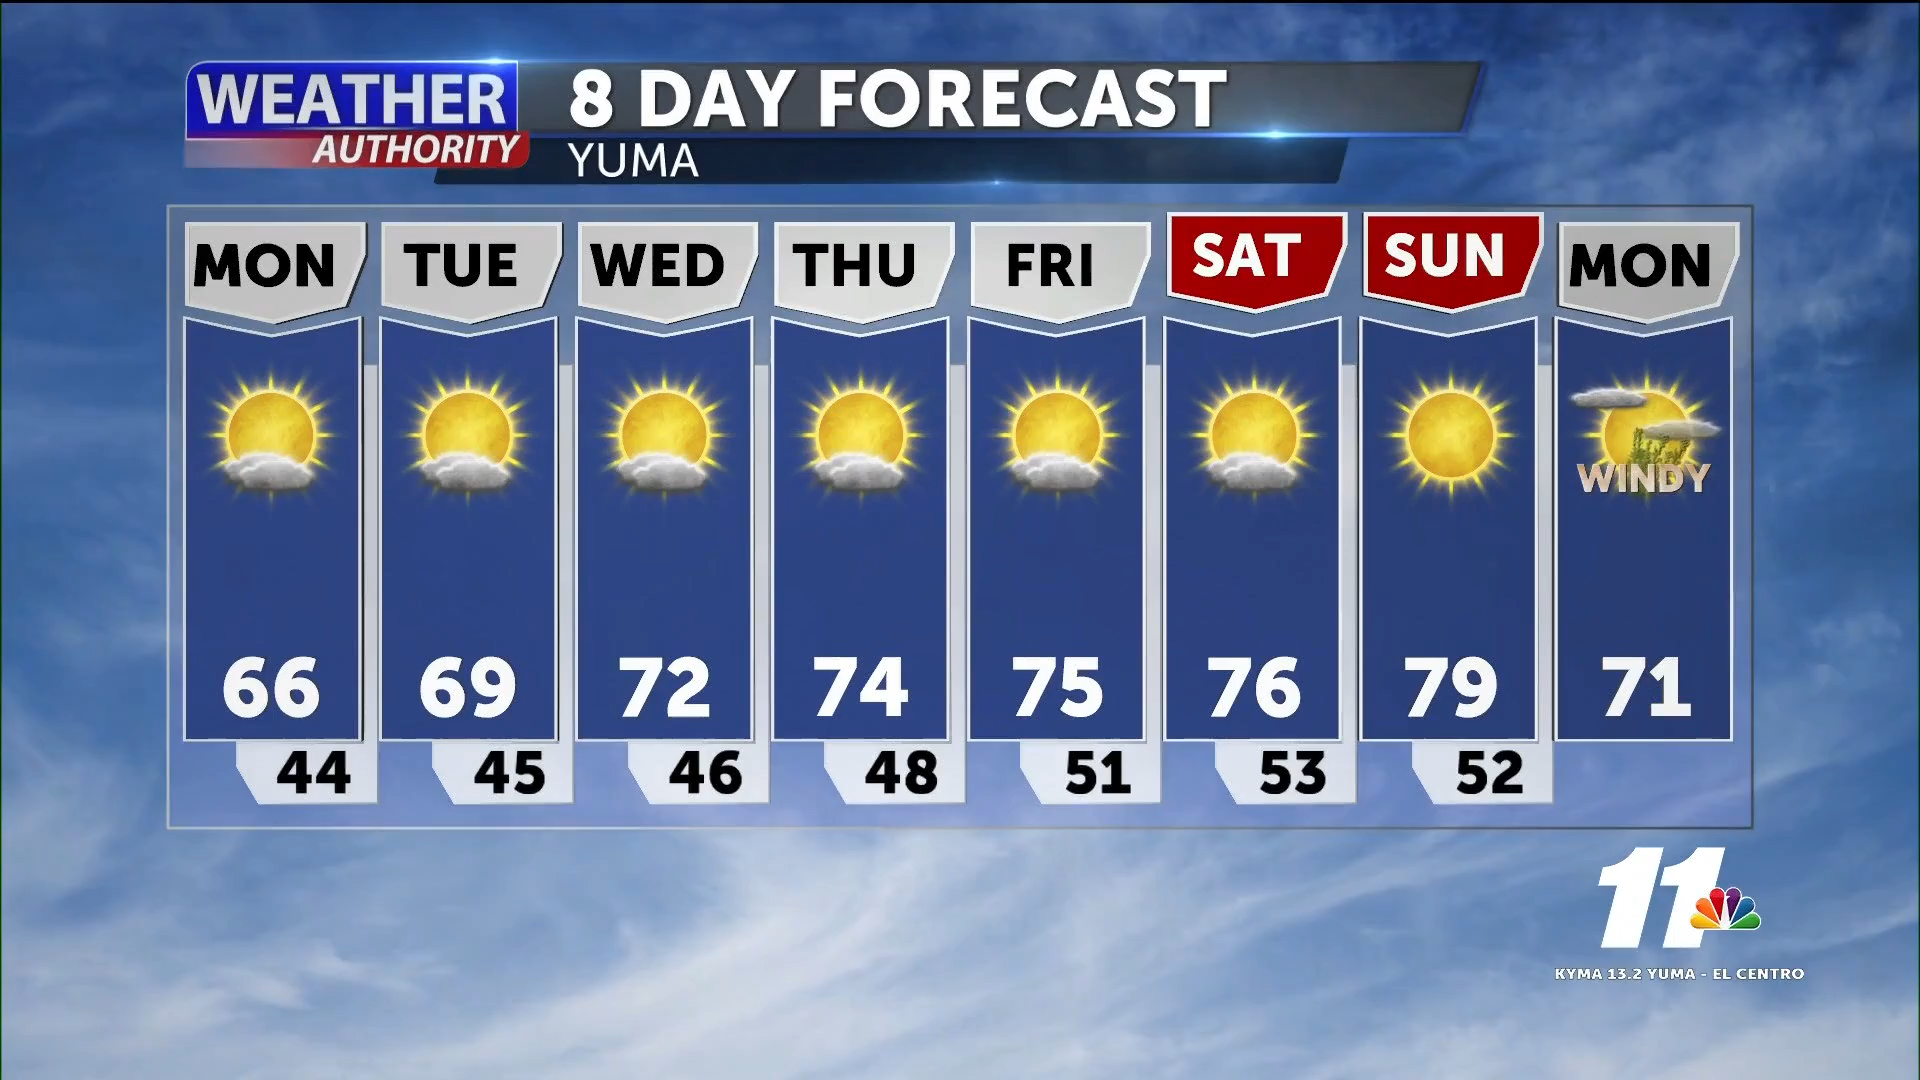 WEATHER
AUTHORITY
8 DAY FORECAST
YUMA
MON TUE WED THU FRI SAT SUN MON
WINDY
66 69 72 74 75 76 79 71
44 45 46 48 51 53 52
11
KYMA 13.2 YUMA - EL CENTRO